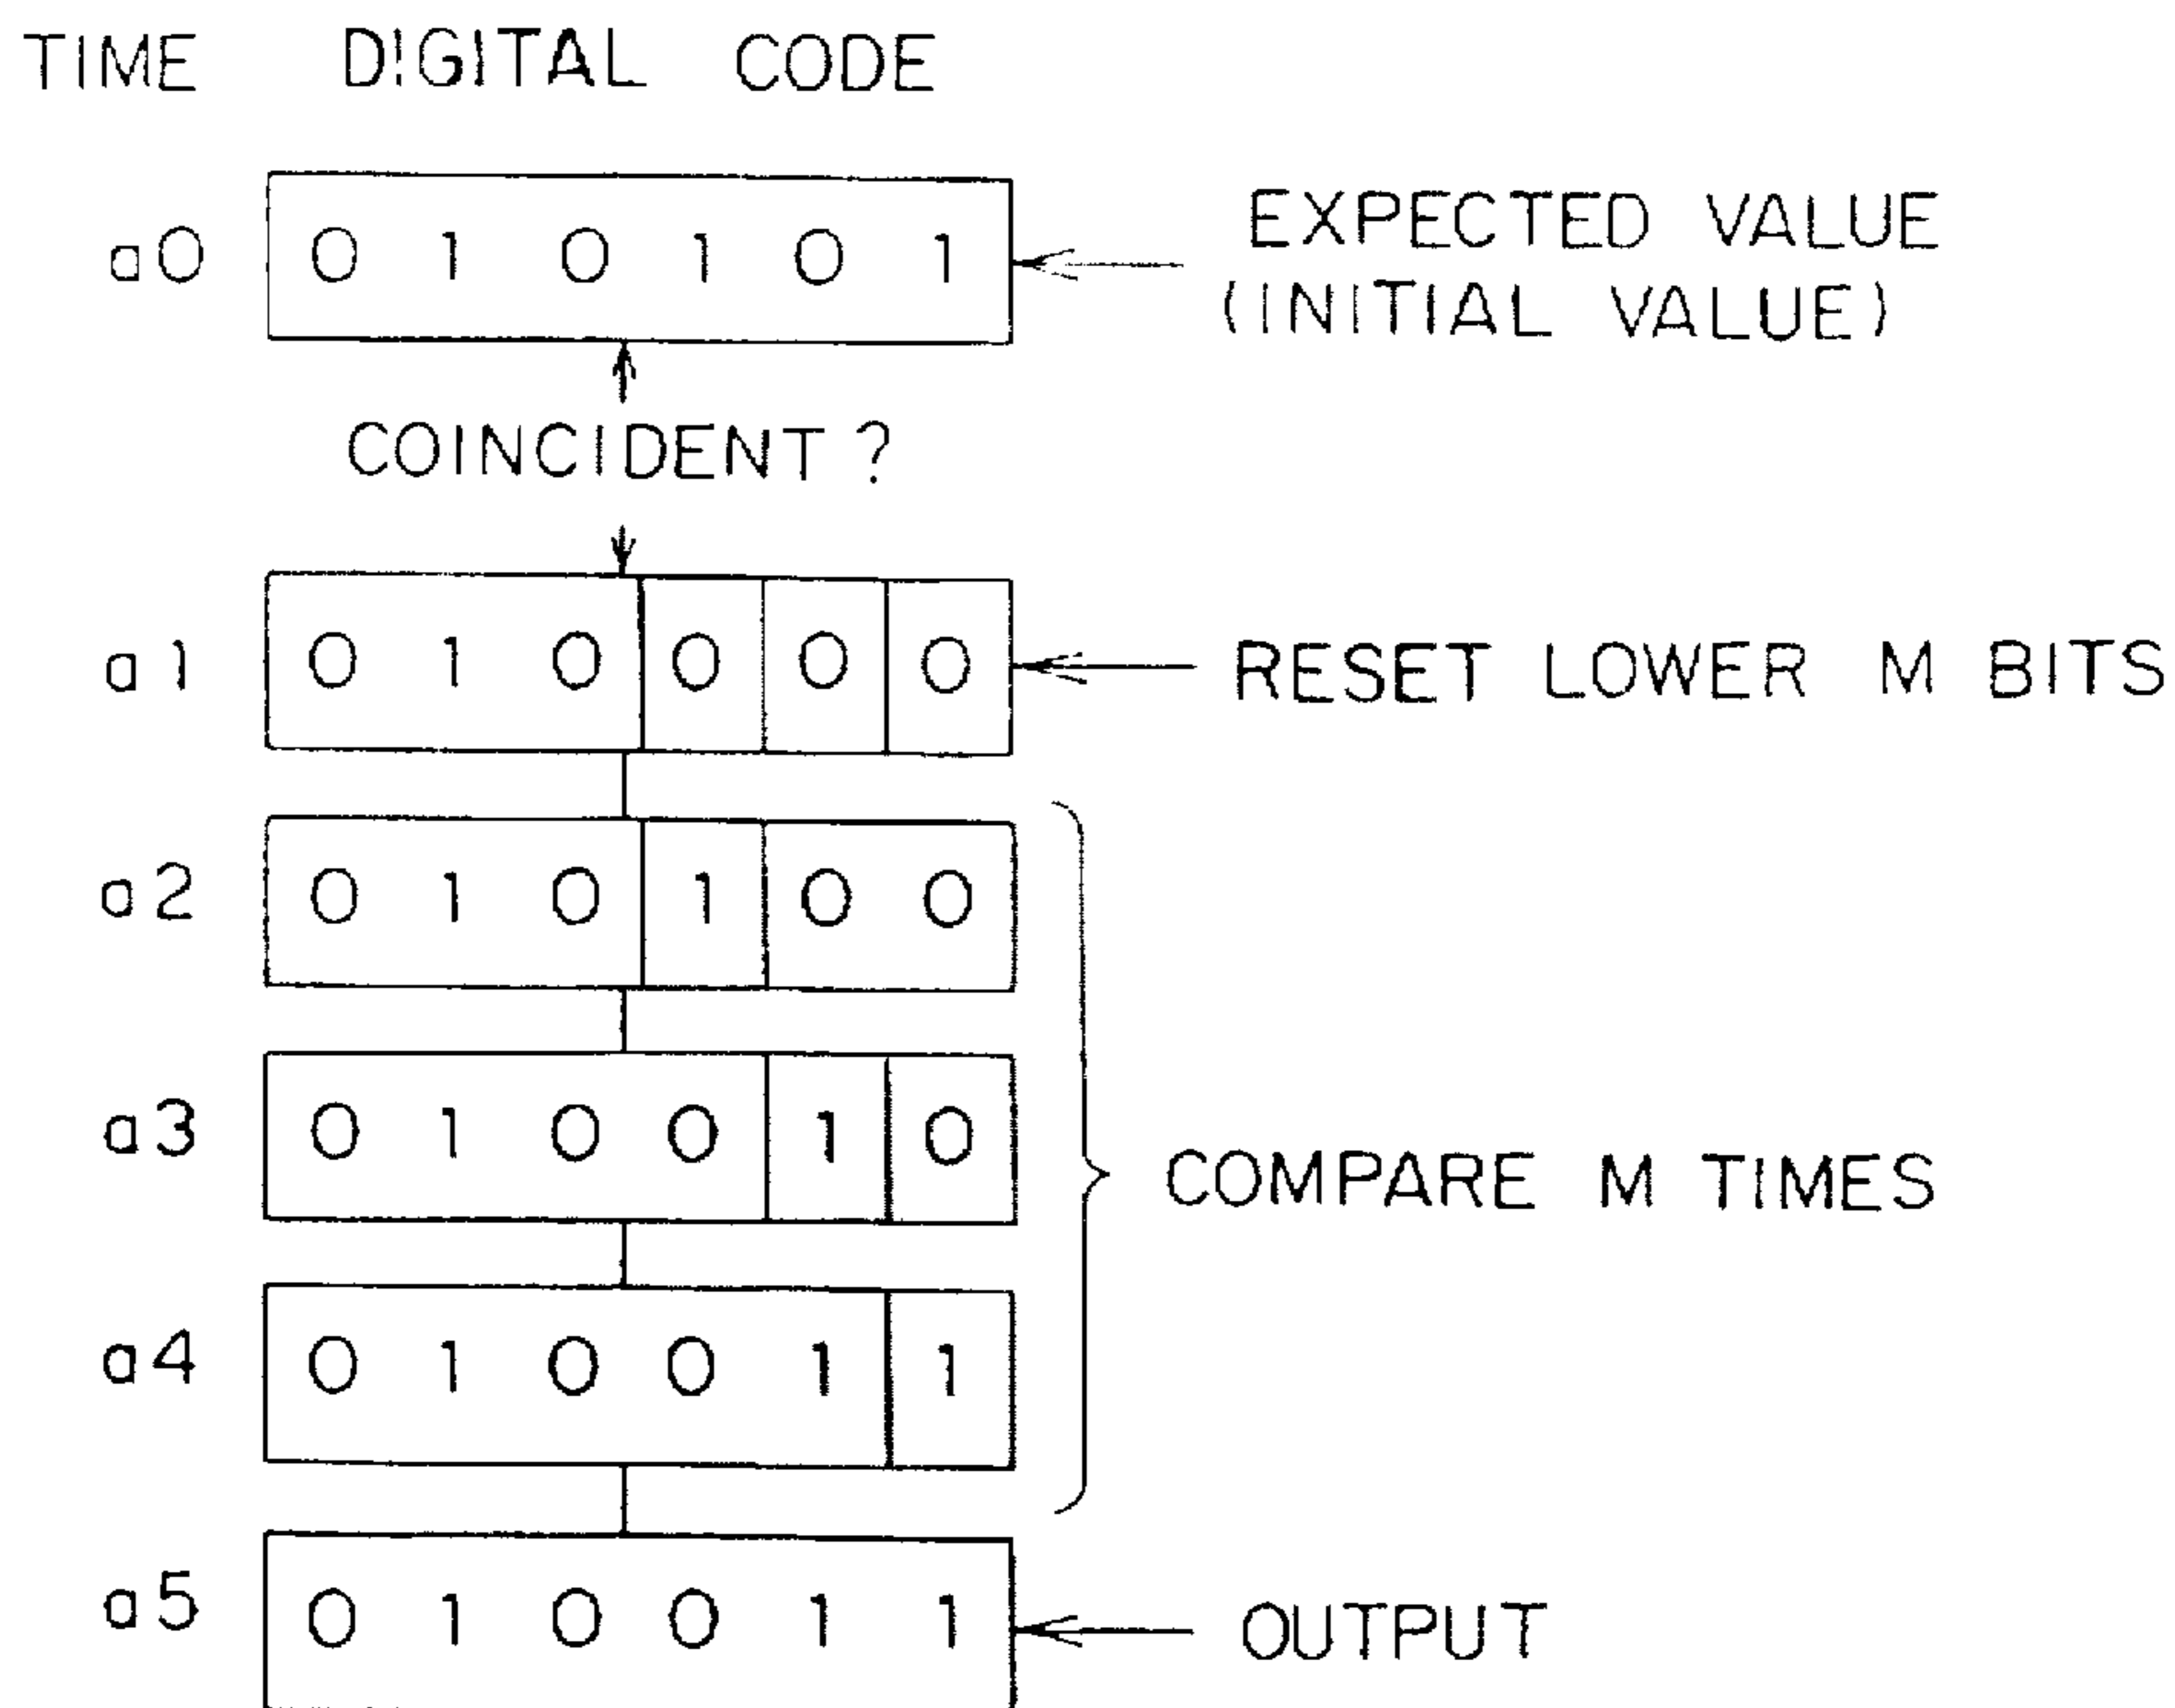 TIME DIGITAL CODE
a0 0 1 0 1 0 1 EXPECTED VALUE
(INITIAL VALUE)
COINCIDENT ?
a1 0 1 0 0 0 0 RESET LOWER M BITS
a2 0 1 0 1 0 0
a3 0 1 0 0 1 0
COMPARE M TIMES
a4 0 1 0 0 1 1
a5 0 1 0 0 1 1 OUTPUT